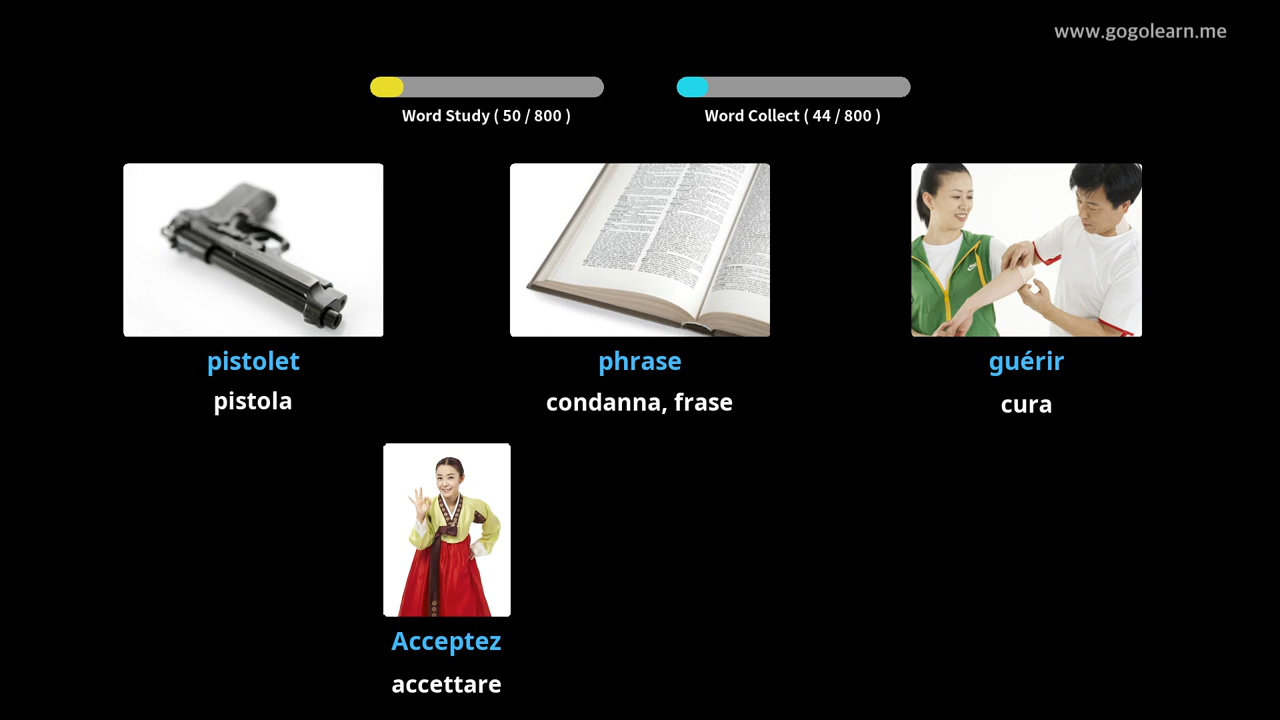 www.gogolearn.me
Word Study ( 50 / 800 )
Word Collect ( 44 / 800 )
pistolet
pistola
phrase
condanna, frase
guérir
cura
Acceptez
accettare